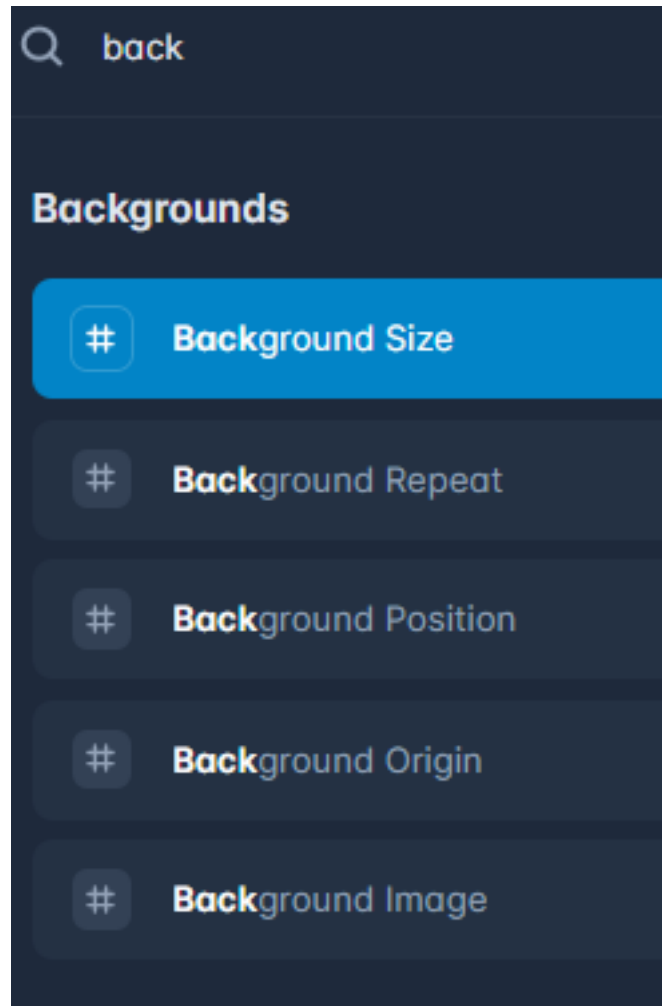 back
Backgrounds
# Background Size
# Background Repeat
# Background Position
# Background Origin
# Background Image